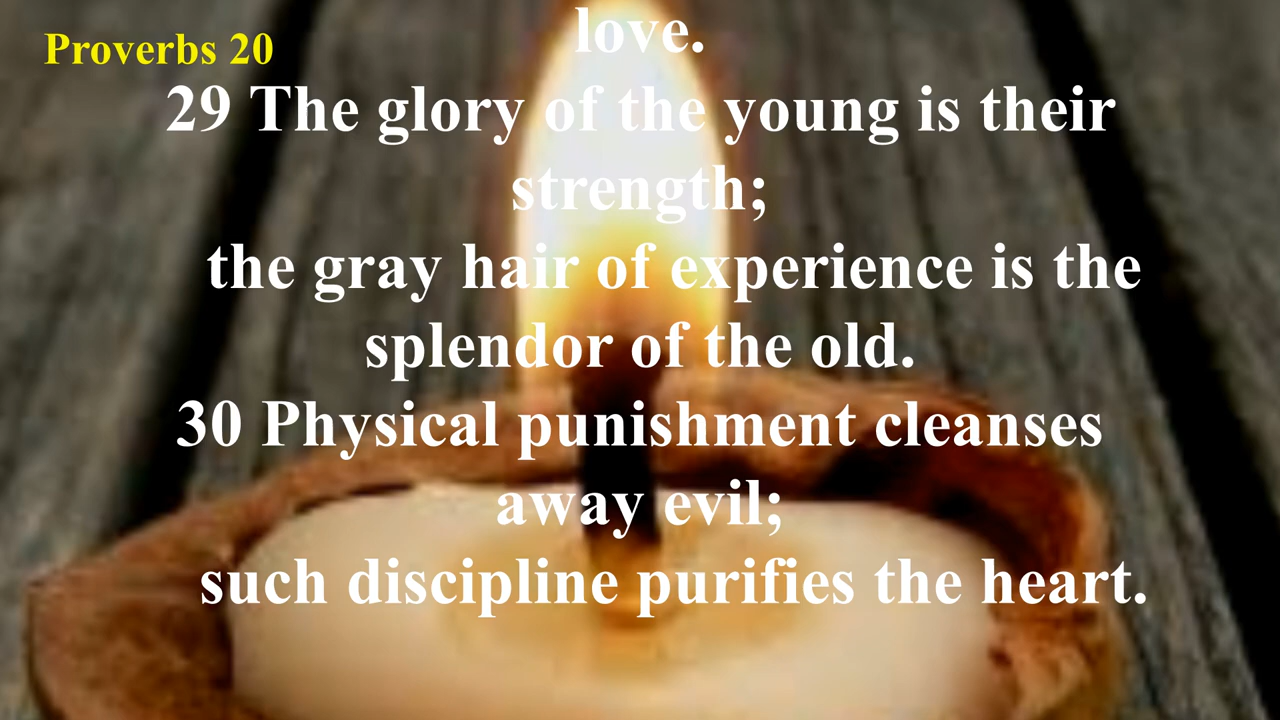 Proverbs 20
love.
29 The glory of the young is their
strength;
the gray hair of experience is the
splendor of the old.
30 Physical punishment cleanses
away evil;
such discipline purifies the heart.